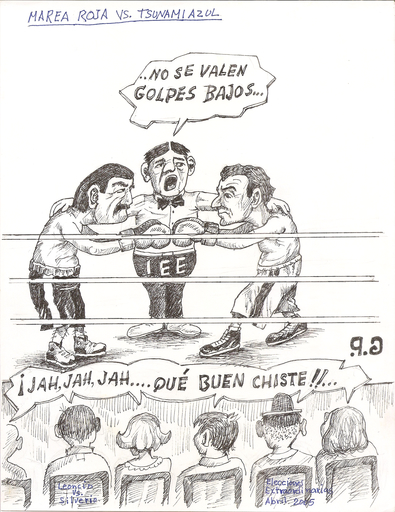 MAREA ROJA VS. TSUNAMI AZUL
..NO SE VALEN
GOLPES BAJOS...
IEE
G.P
¡JAH, JAH, JAH.... QUÉ BUEN CHISTE!!...
Leoncio
Vs.
Silverio
Elecciones
Extraordinarias
Abril 2005